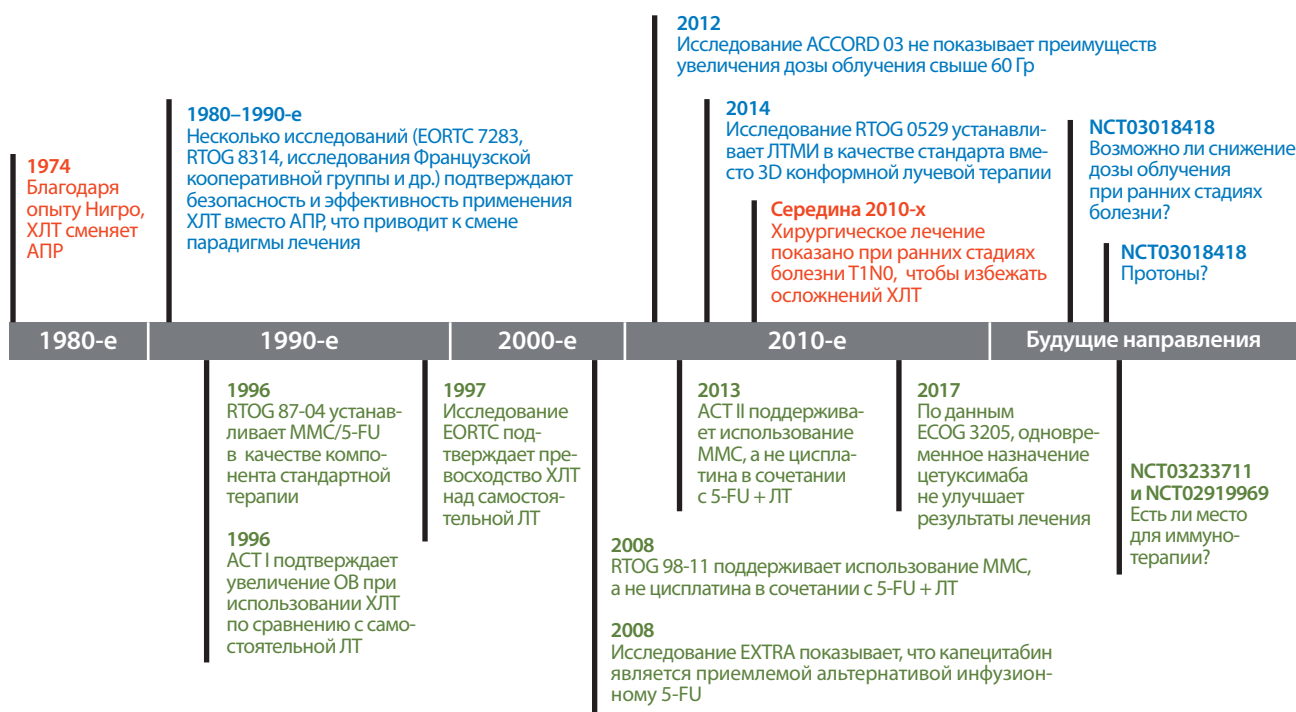 2012
Исследование ACCORD 03 не показывает преимуществ
увеличения дозы облучения свыше 60 Гр
1974
Благодаря
опыту Нигро,
ХЛТ сменяет
АПР
1980–1990-е
Несколько исследований (EORTC 7283,
RTOG 8314, исследования Французской
кооперативной группы и др.) подтверждают
безопасность и эффективность применения
ХЛТ вместо АПР, что приводит к смене
парадигмы лечения
2014
Исследование RTOG 0529 устанавли-
вает ЛТМИ в качестве стандарта вме-
сто 3D конформной лучевой терапии
Середина 2010-х
Хирургическое лечение
показано при ранних стадиях
болезни T1N0, чтобы избежать
осложнений ХЛТ
NCT03018418
Возможно ли снижение
дозы облучения
при ранних стадиях
болезни?
NCT03018418
Протоны?
1980-е
1990-е
2000-е
2010-е
Будущие направления
1996
RTOG 87-04 устанав-
ливает MMC/5-FU
в качестве компо-
нента стандартной
терапии
1996
ACT I подтверждает
увеличение ОВ при
использовании ХЛТ
по сравнению с само-
стоятельной ЛТ
1997
Исследование
EORTC под-
тверждает пре-
восходство ХЛТ
над самостоя-
тельной ЛТ
2013
ACT II поддержива-
ет использование
MMC, а не циспла-
тина в сочетании
с 5-FU + ЛТ
2017
По данным
ECOG 3205, одновре-
менное назначение
цетуксимаба
не улучшает
результаты лечения
NCT03233711
и NCT02919969
Есть ли место
для иммуно-
терапии?
2008
RTOG 98-11 поддерживает использование MMC,
а не цисплатина в сочетании с 5-FU + ЛТ
2008
Исследование EXTRA показывает, что капецитабин
является приемлемой альтернативой инфузион-
ному 5-FU